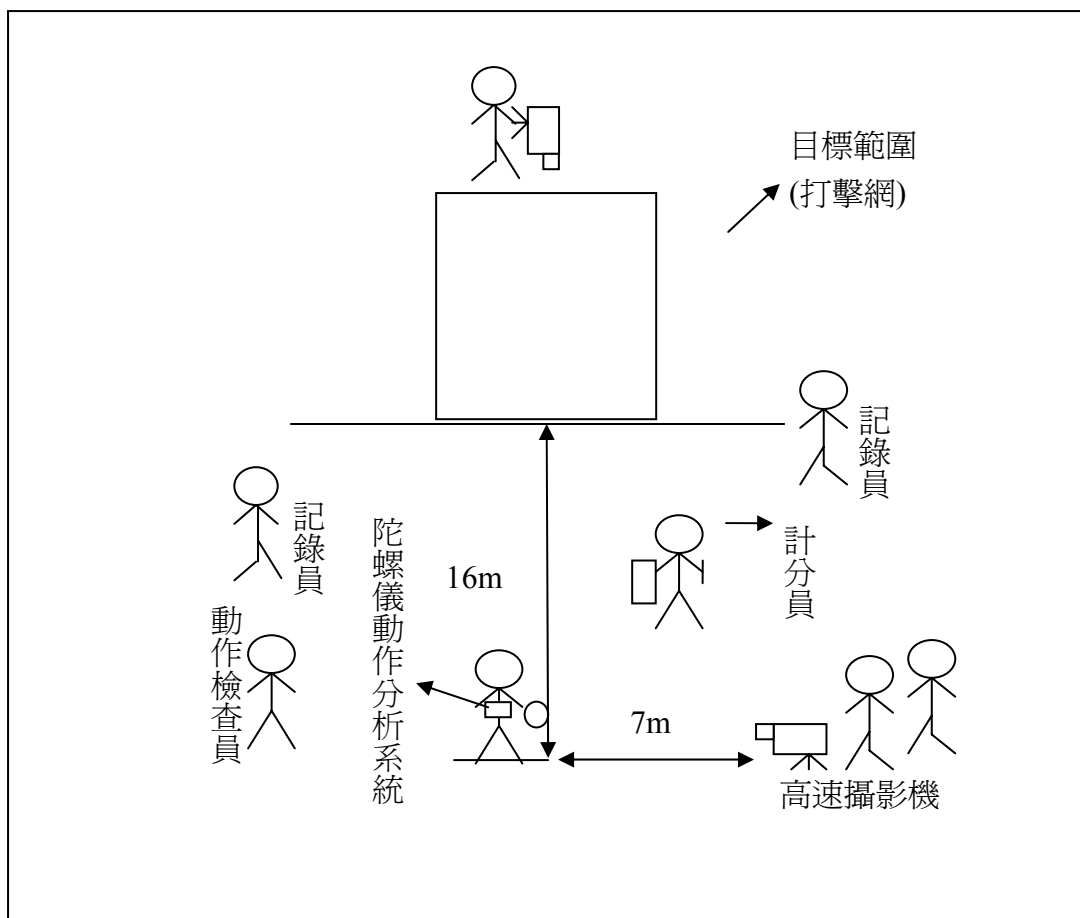 目標範圍
(打擊網)
記錄員
記錄員
計分員
陀螺儀動作分析系統
16m
動作檢查員
7m
高速攝影機